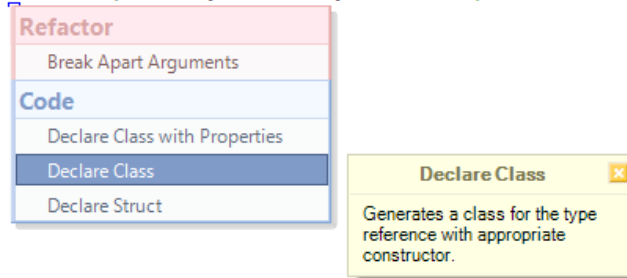 Refactor
Break Apart Arguments
Code
Declare Class with Properties
Declare Class
Declare Struct
Declare Class
Generates a class for the type
reference with appropriate
constructor.